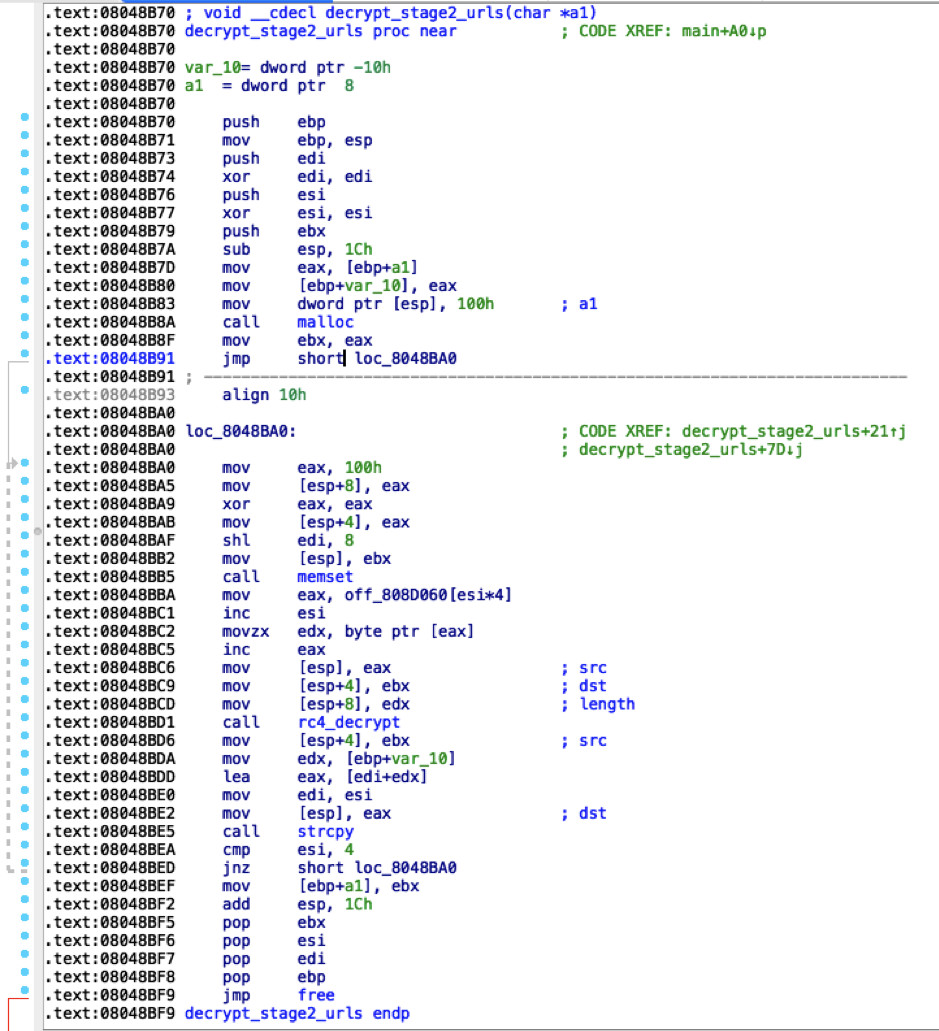 .text:08048B70 ; void __cdecl decrypt_stage2_urls(char *a1)
.text:08048B70 decrypt_stage2_urls proc near ; CODE XREF: main+A0↓p
.text:08048B70
.text:08048B70 var_10= dword ptr -10h
.text:08048B70 a1 = dword ptr 8
.text:08048B70
.text:08048B70 push ebp
.text:08048B71 mov ebp, esp
.text:08048B73 push edi
.text:08048B74 xor edi, edi
.text:08048B76 push esi
.text:08048B77 xor esi, esi
.text:08048B79 push ebx
.text:08048B7A sub esp, 1Ch
.text:08048B7D mov eax, [ebp+a1]
.text:08048B80 mov [ebp+var_10], eax
.text:08048B83 mov dword ptr [esp], 100h ; a1
.text:08048B8A call malloc
.text:08048B8F mov ebx, eax
.text:08048B91 jmp short loc_8048BA0
.text:08048B91 ; ---------------------------------------------------------------------------
.text:08048B93 align 10h
.text:08048BA0
.text:08048BA0 loc_8048BA0: ; CODE XREF: decrypt_stage2_urls+21↑j
.text:08048BA0 ; decrypt_stage2_urls+7D↓j
.text:08048BA0 mov eax, 100h
.text:08048BA5 mov [esp+8], eax
.text:08048BA9 xor eax, eax
.text:08048BAB mov [esp+4], eax
.text:08048BAF shl edi, 8
.text:08048BB2 mov [esp], ebx
.text:08048BB5 call memset
.text:08048BBA mov eax, off_808D060[esi*4]
.text:08048BC1 inc esi
.text:08048BC2 movzx edx, byte ptr [eax]
.text:08048BC5 inc eax
.text:08048BC6 mov [esp], eax ; src
.text:08048BC9 mov [esp+4], ebx ; dst
.text:08048BCD mov [esp+8], edx ; length
.text:08048BD1 call rc4_decrypt
.text:08048BD6 mov [esp+4], ebx ; src
.text:08048BDA mov edx, [ebp+var_10]
.text:08048BDD lea eax, [edi+edx]
.text:08048BE0 mov edi, esi
.text:08048BE2 mov [esp], eax ; dst
.text:08048BE5 call strcpy
.text:08048BEA cmp esi, 4
.text:08048BED jnz short loc_8048BA0
.text:08048BEF mov [ebp+a1], ebx
.text:08048BF2 add esp, 1Ch
.text:08048BF5 pop ebx
.text:08048BF6 pop esi
.text:08048BF7 pop edi
.text:08048BF8 pop ebp
.text:08048BF9 jmp free
.text:08048BF9 decrypt_stage2_urls endp